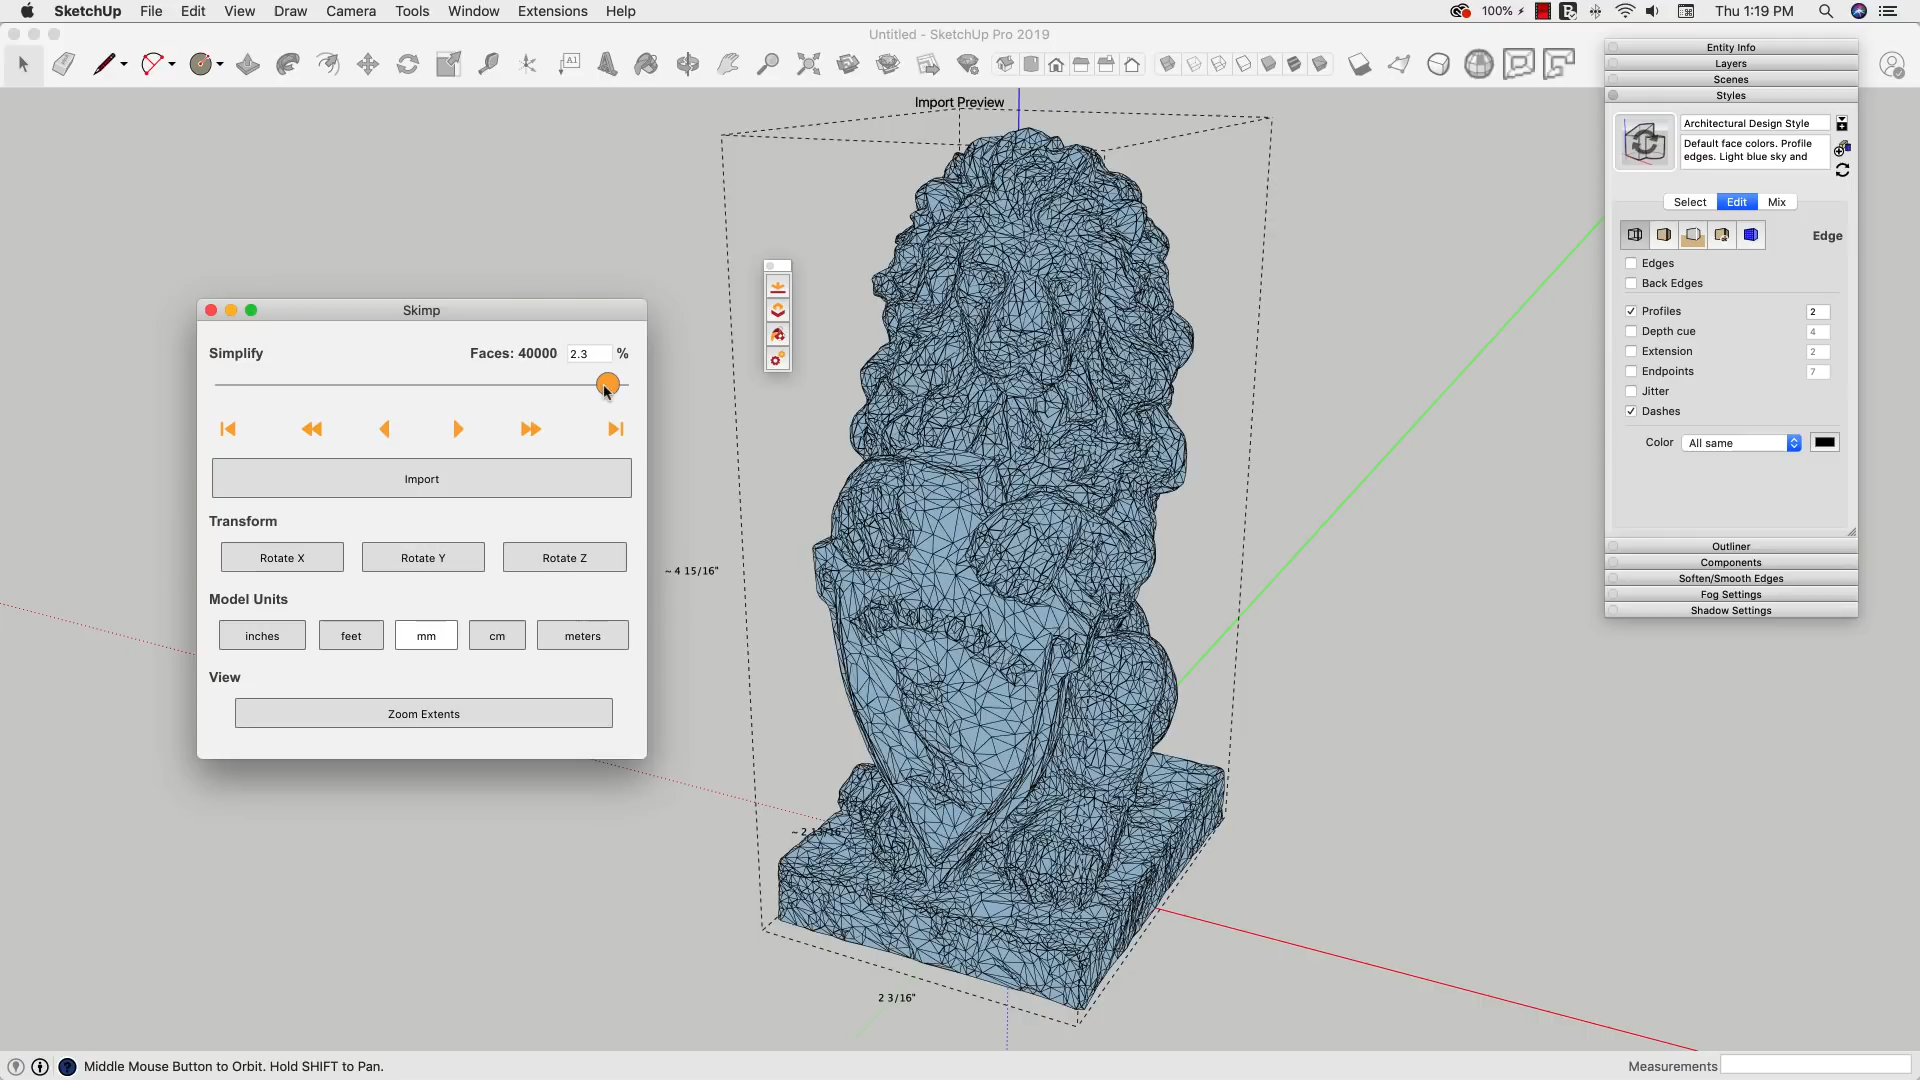 SketchUp File Edit View Draw Camera Tools Window Extensions Help
100% Thu 1:19 PM
Untitled - SketchUp Pro 2019
A1
Import Preview
Entity Info
Layers
Scenes
Styles
Architectural Design Style
Default face colors. Profile
edges. Light blue sky and
Select Edit Mix
Edge
Edges
Back Edges
Profiles 2
Depth cue 4
Extension 2
Endpoints 7
Jitter
Dashes
Color All same
Outliner
Components
Soften/Smooth Edges
Fog Settings
Shadow Settings
Skimp
Simplify Faces: 40000 2.3 %
Import
Transform
Rotate X Rotate Y Rotate Z
Model Units
inches feet mm cm meters
View
Zoom Extents
~ 4 15/16"
~ 2 13/16"
2 3/16"
Middle Mouse Button to Orbit. Hold SHIFT to Pan.
Measurements